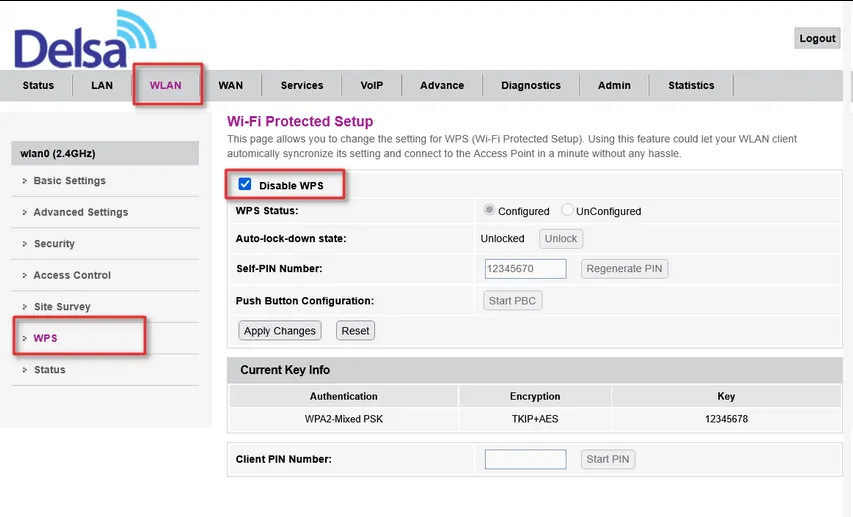 Delsa
Logout
Status LAN WLAN WAN Services VoIP Advance Diagnostics Admin Statistics
wlan0 (2.4GHz)
Basic Settings
Advanced Settings
Security
Access Control
Site Survey
WPS
Status
Wi-Fi Protected Setup
This page allows you to change the setting for WPS (Wi-Fi Protected Setup). Using this feature could let your WLAN client
automically syncronize its setting and connect to the Access Point in a minute without any hassle.
Disable WPS
WPS Status: Configured UnConfigured
Auto-lock-down state: Unlocked Unlock
Self-PIN Number: 12345670 Regenerate PIN
Push Button Configuration: Start PBC
Apply Changes Reset
Current Key Info
Authentication Encryption Key
WPA2-Mixed PSK TKIP+AES 12345678
Client PIN Number: Start PIN